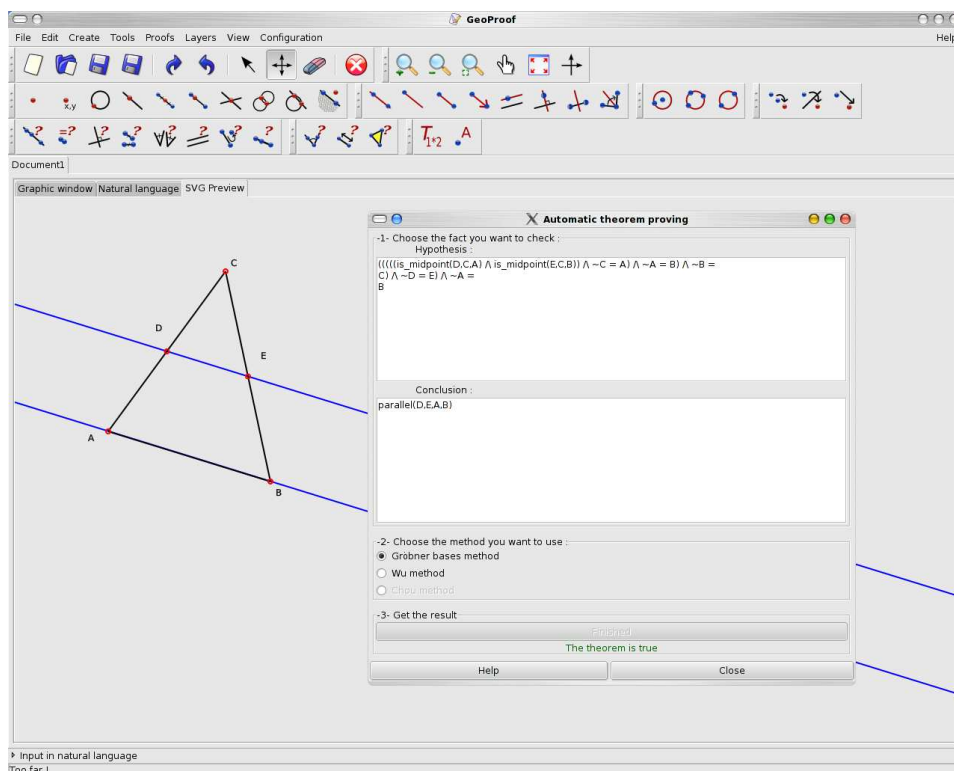 GeoProof
File Edit Create Tools Proofs Layers View Configuration Help
x,y
=? ? ? ? ? ? ? ?
? ? ?
T1*2 A
Document1
Graphic window Natural language SVG Preview
Automatic theorem proving
-1- Choose the fact you want to check :
Hypothesis :
(((((is_midpoint(D,C,A) /\ is_midpoint(E,C,B)) /\ ~C = A) /\ ~A = B) /\ ~B =
C) /\ ~D = E) /\ ~A =
B
Conclusion :
parallel(D,E,A,B)
-2- Choose the method you want to use :
Gröbner bases method
Wu method
Chou method
-3- Get the result
Finished
The theorem is true
Help Close
C
D
E
A
B
Input in natural language
Too far !